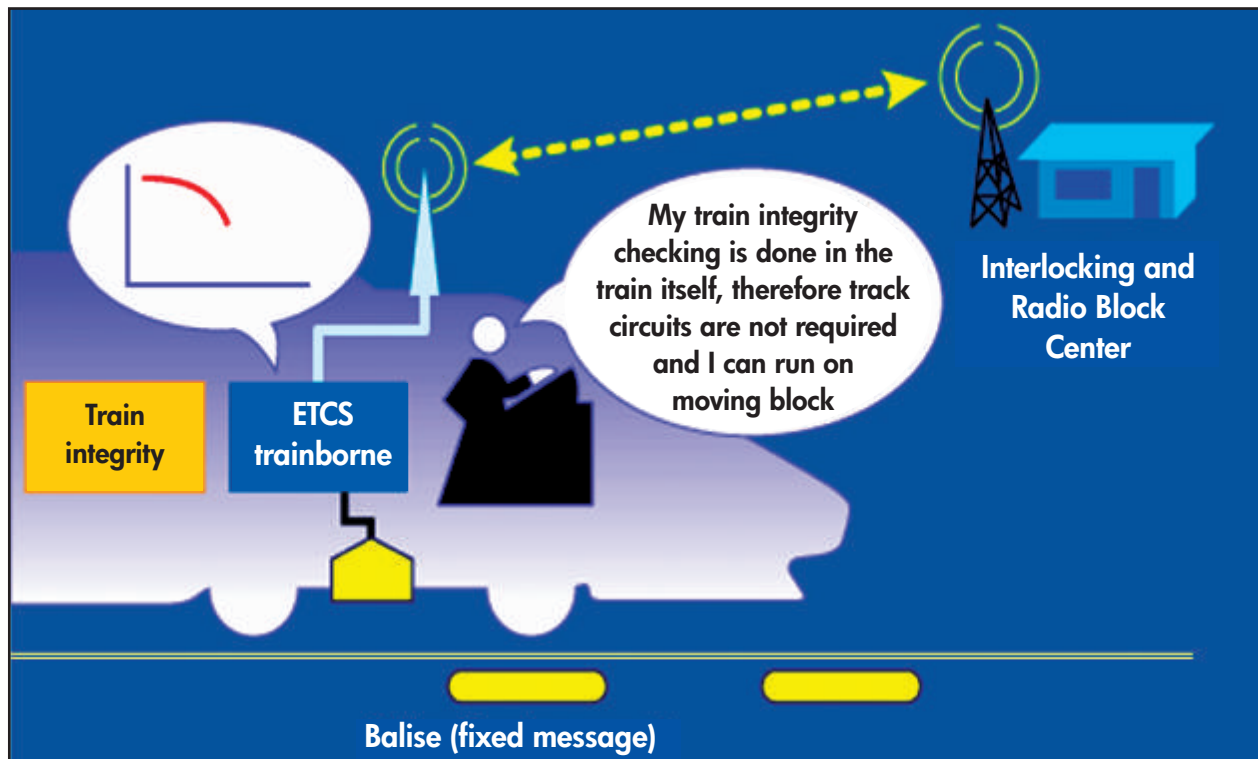 My train integrity
checking is done in the
train itself, therefore track
circuits are not required
and I can run on
moving block
Interlocking and
Radio Block
Center
Train
integrity
ETCS
trainborne
Balise (fixed message)